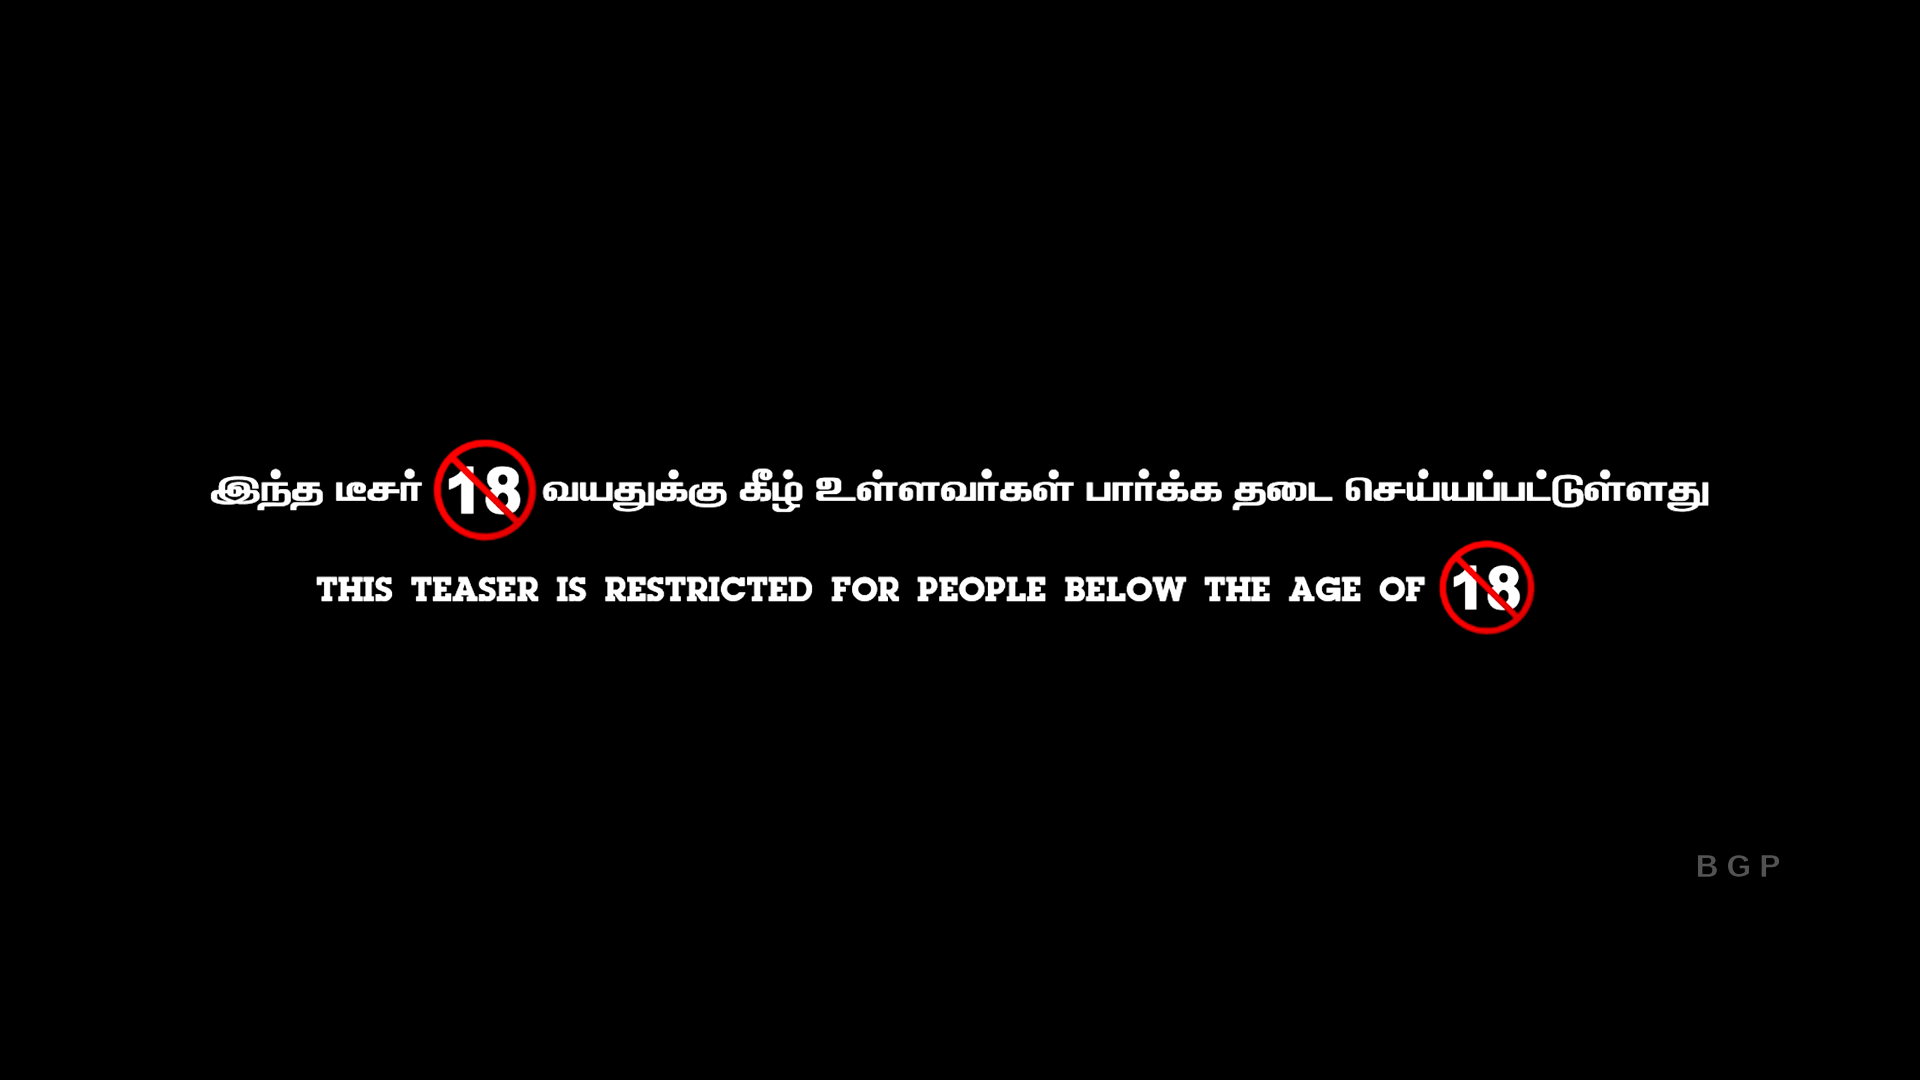 இந்த டீசர் 18 வயதுக்கு கீழ் உள்ளவர்கள் பார்க்க தடை செய்யப்பட்டுள்ளது
THIS TEASER IS RESTRICTED FOR PEOPLE BELOW THE AGE OF 18
B G P